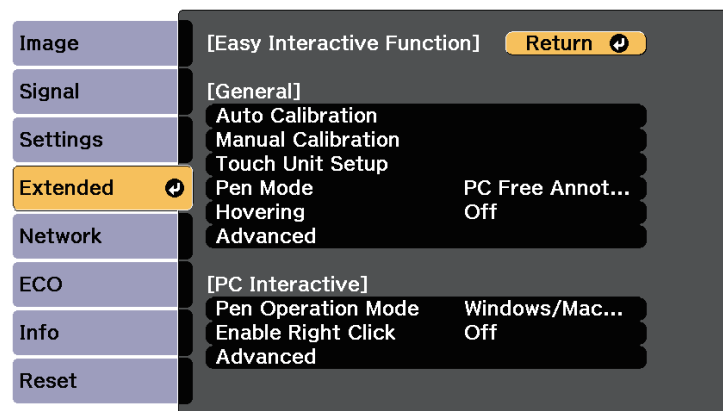 Image
Signal
Settings
Extended
Network
ECO
Info
Reset
[Easy Interactive Function] Return
[General]
Auto Calibration
Manual Calibration
Touch Unit Setup
Pen Mode PC Free Annot...
Hovering Off
Advanced
[PC Interactive]
Pen Operation Mode Windows/Mac...
Enable Right Click Off
Advanced